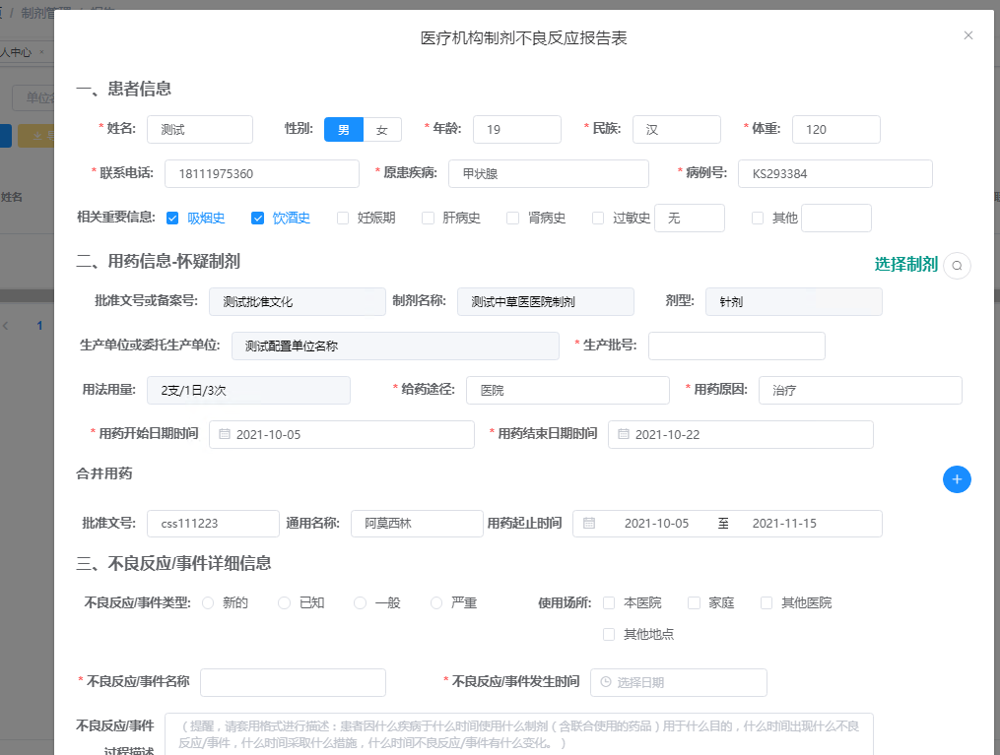 / 制剂管理 / 报告
医疗机构制剂不良反应报告表
人中心 ×
一、患者信息
单位名
* 姓名: 测试 性别: 男 女 * 年龄: 19 * 民族: 汉 * 体重: 120
* 联系电话: 18111975360 * 原患疾病: 甲状腺 * 病例号: KS293384
姓名
相关重要信息: 吸烟史 饮酒史 妊娠期 肝病史 肾病史 过敏史 无 其他
二、用药信息-怀疑制剂 选择制剂
批准文号或备案号: 测试批准文化 制剂名称: 测试中草医医院制剂 剂型: 针剂
1
生产单位或委托生产单位: 测试配置单位名称 * 生产批号:
用法用量: 2支/1日/3次 * 给药途径: 医院 * 用药原因: 治疗
* 用药开始日期时间 2021-10-05 * 用药结束日期时间 2021-10-22
合并用药
批准文号: css111223 通用名称: 阿莫西林 用药起止时间 2021-10-05 至 2021-11-15
三、不良反应/事件详细信息
不良反应/事件类型: 新的 已知 一般 严重 使用场所: 本医院 家庭 其他医院
其他地点
* 不良反应/事件名称 * 不良反应/事件发生时间 选择日期
不良反应/事件 （提醒，请套用格式进行描述：患者因什么疾病于什么时间使用什么制剂（含联合使用的药品）用于什么目的，什么时间出现什么不良
过程描述 反应/事件，什么时间采取什么措施，什么时间不良反应/事件有什么变化。）